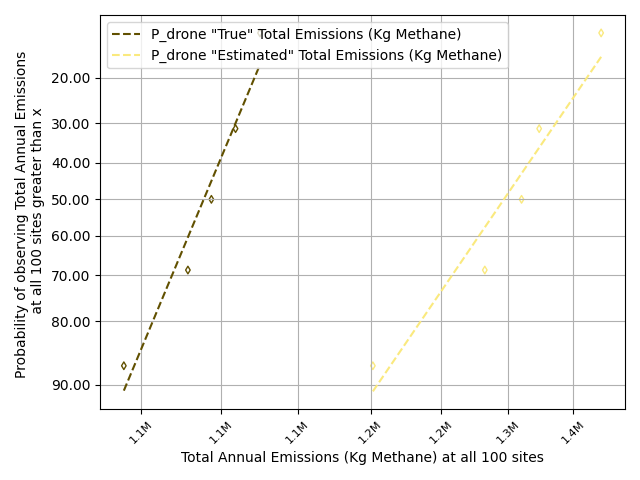 P_drone "True" Total Emissions (Kg Methane)
P_drone "Estimated" Total Emissions (Kg Methane)
Probability of observing Total Annual Emissions
at all 100 sites greater than x
20.00
30.00
40.00
50.00
60.00
70.00
80.00
90.00
1.1M
1.1M
1.1M
1.2M
1.2M
1.3M
1.4M
Total Annual Emissions (Kg Methane) at all 100 sites